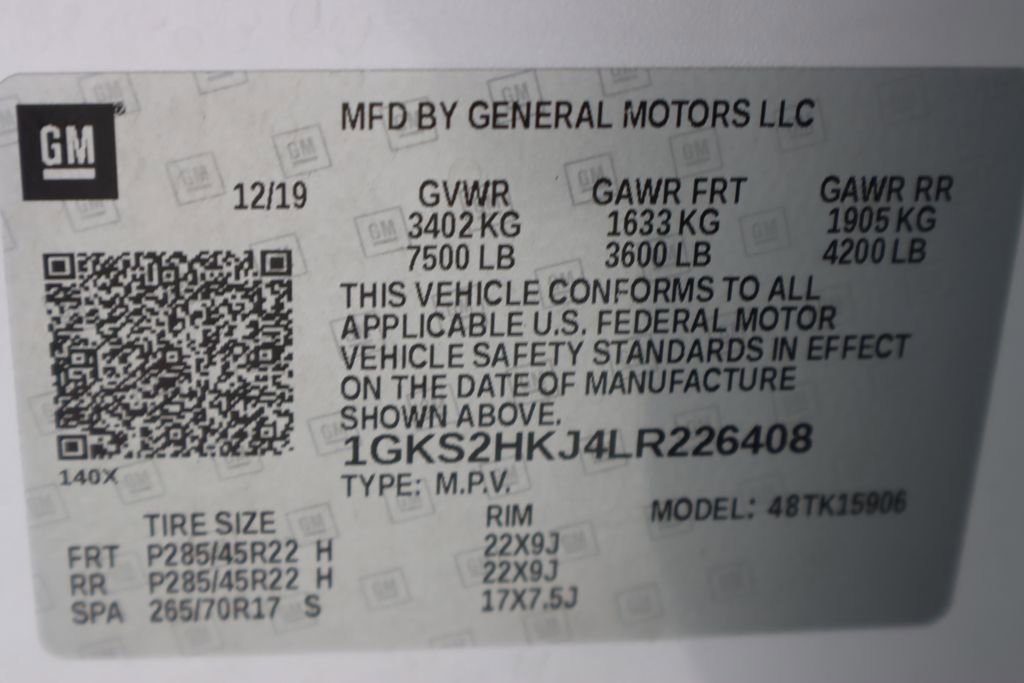 GM
MFD BY GENERAL MOTORS LLC
12/19 GVWR GAWR FRT GAWR RR
3402 KG 1633 KG 1905 KG
7500 LB 3600 LB 4200 LB
THIS VEHICLE CONFORMS TO ALL
APPLICABLE U.S. FEDERAL MOTOR
VEHICLE SAFETY STANDARDS IN EFFECT
ON THE DATE OF MANUFACTURE
SHOWN ABOVE.
1GKS2HKJ4LR226408
140X
TYPE: M.P.V.
TIRE SIZE RIM MODEL: 48TK15906
FRT P285/45R22 H 22X9J
RR P285/45R22 H 22X9J
SPA 265/70R17 S 17X7.5J